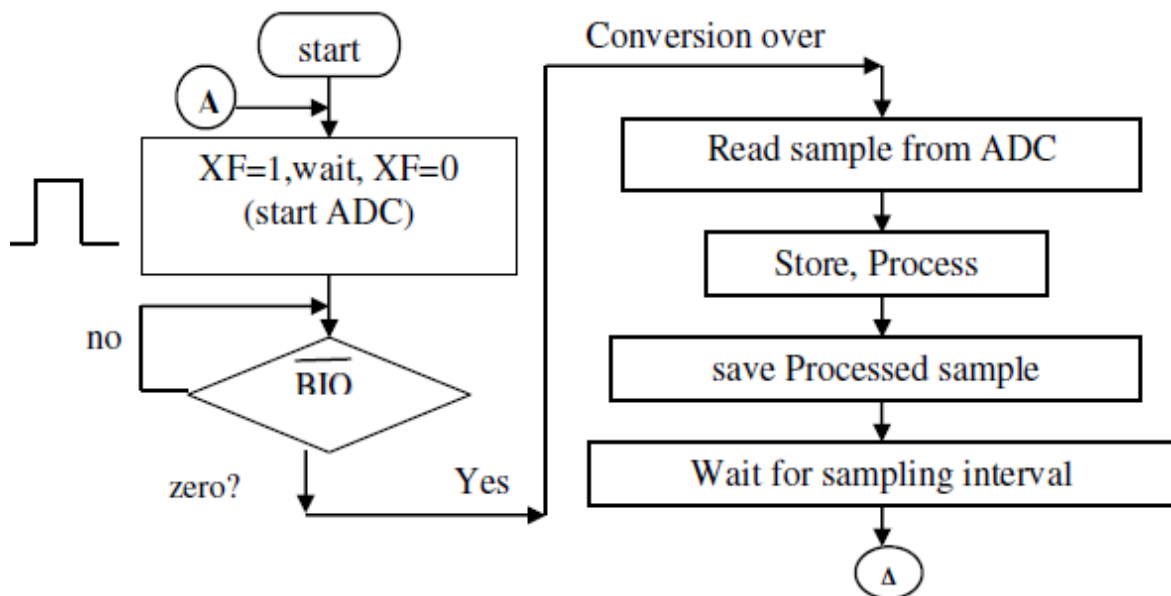 start
A
XF=1,wait, XF=0
(start ADC)
no
BIO
zero?
Yes
Conversion over
Read sample from ADC
Store, Process
save Processed sample
Wait for sampling interval
A